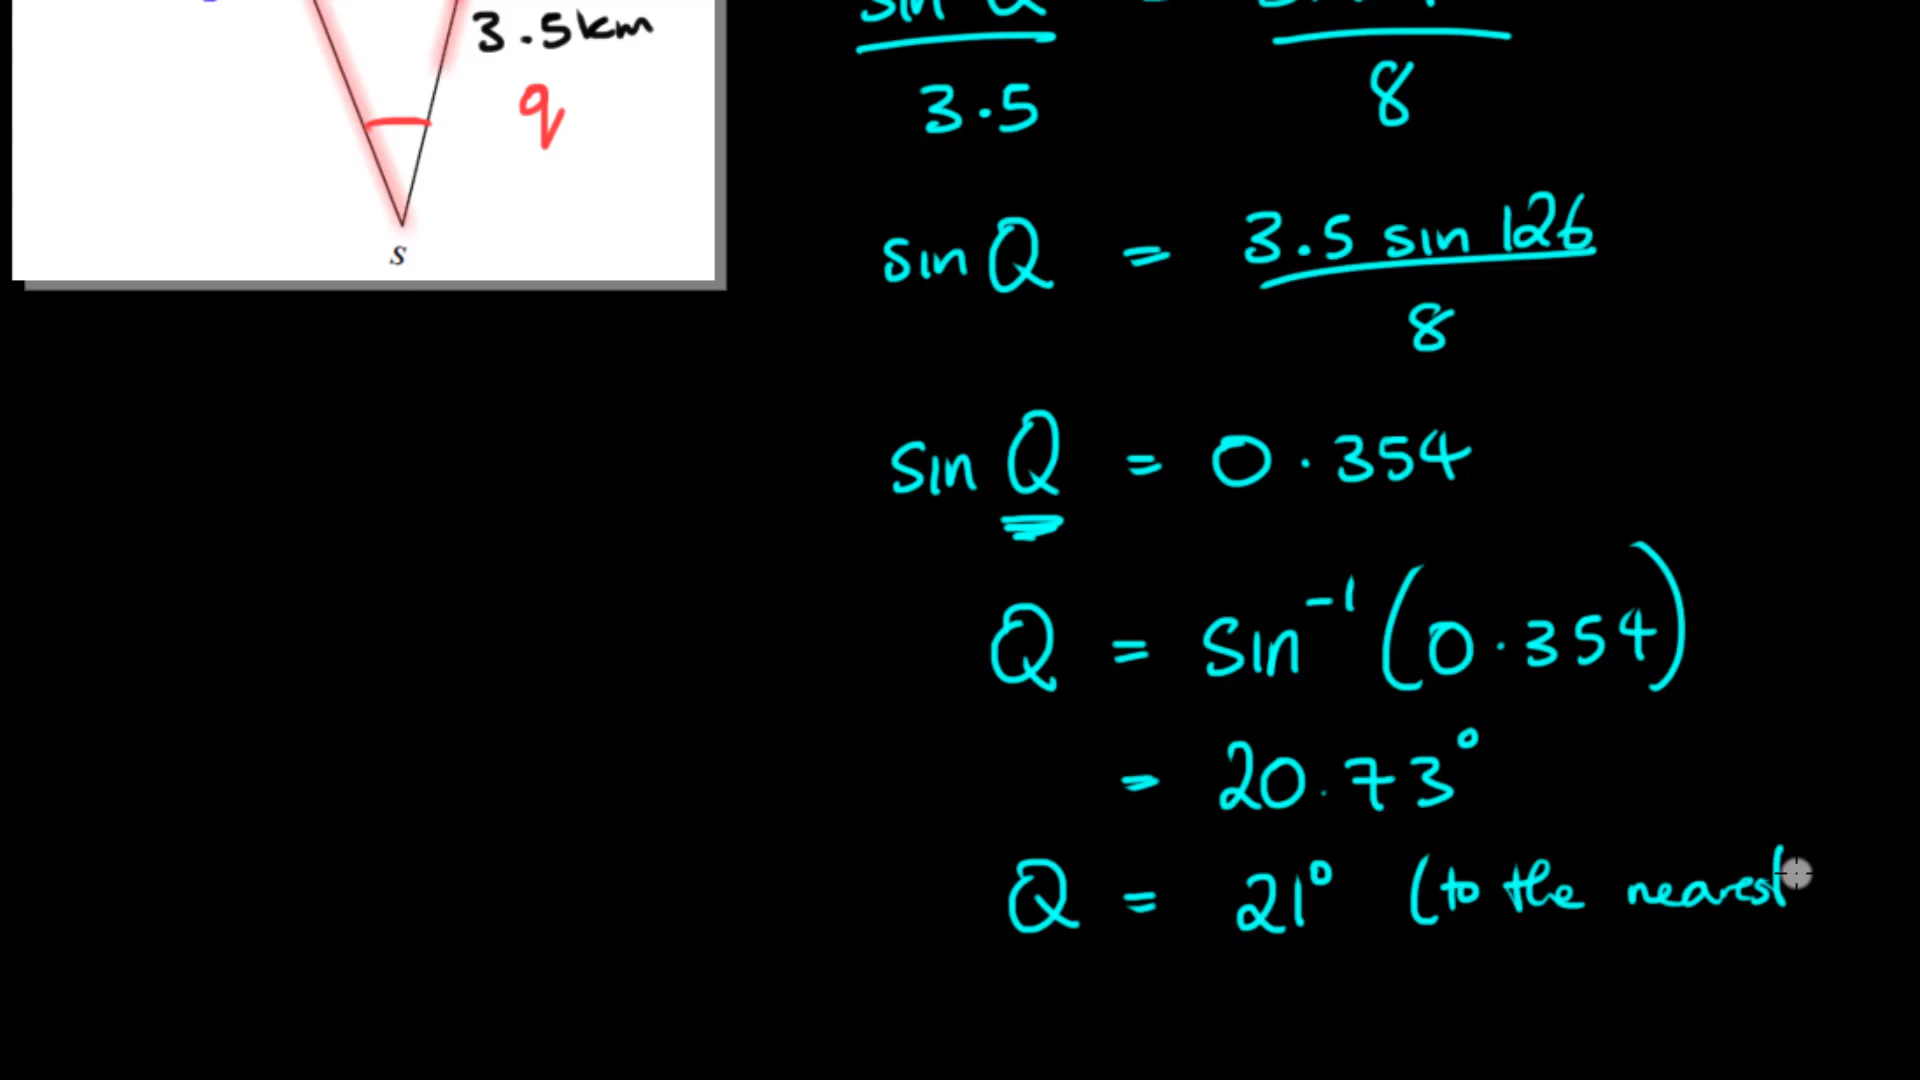 3.5km
q
S
sin Q =
3.5 8
sin Q = 3.5 sin 126
8
sin Q = 0.354
Q = sin⁻¹ (0.354)
= 20.73°
Q = 21° (to the nearest